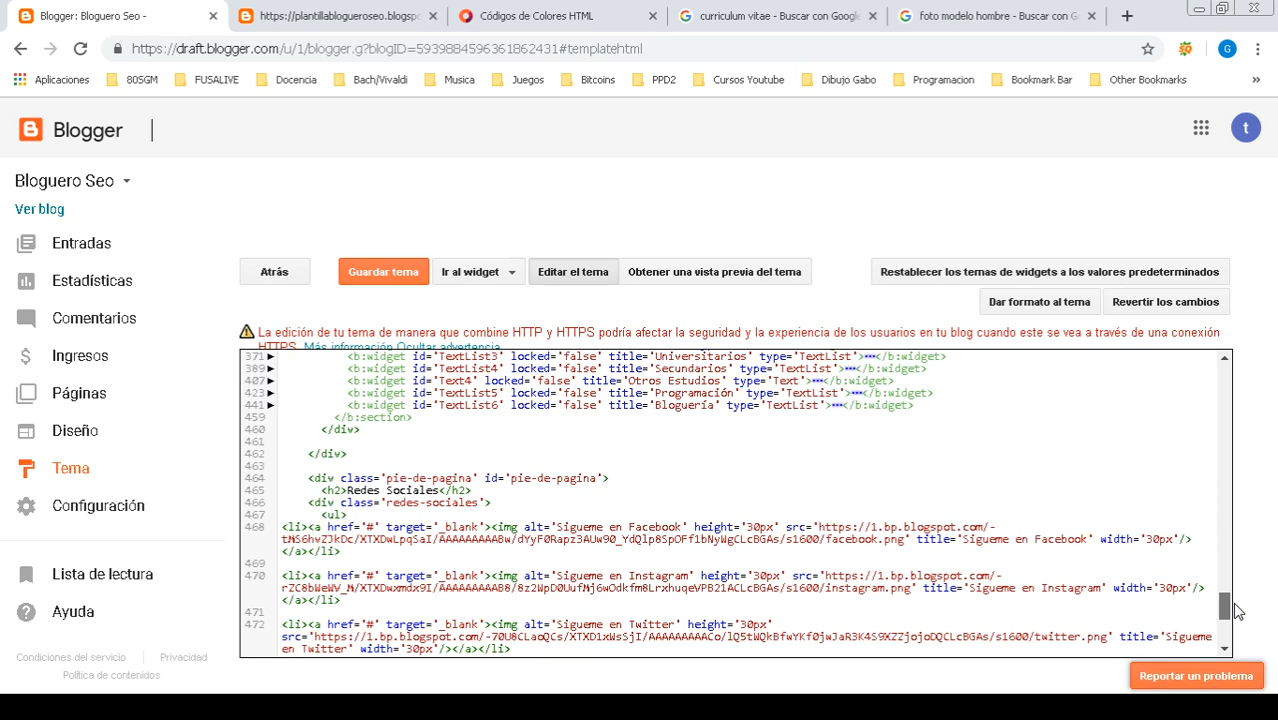 Blogger: Bloguero Seo -
https://plantillablogueroseo.blogsp
Códigos de Colores HTML
curriculum vitae - Buscar con Google
foto modelo hombre - Buscar con G
https://draft.blogger.com/u/1/blogger.g?blogID=5939884596361862431#templatehtml
Aplicaciones 80SGM FUSALIVE Docencia Bach/Vivaldi Musica Juegos Bitcoins PPD2 Cursos Youtube Dibujo Gabo Programacion Bookmark Bar Other Bookmarks
Blogger
t
Bloguero Seo
Ver blog
Entradas
Estadísticas
Comentarios
Ingresos
Páginas
Diseño
Tema
Configuración
Lista de lectura
Ayuda
Condiciones del servicio Privacidad
Política de contenidos
Atrás Guardar tema Ir al widget Editar el tema Obtener una vista previa del tema Restablecer los temas de widgets a los valores predeterminados
Dar formato al tema Revertir los cambios
La edición de tu tema de manera que combine HTTP y HTTPS podría afectar la seguridad y la experiencia de los usuarios en tu blog cuando este se vea a través de una conexión
HTTPS. Más información Ocultar advertencia
371 <b:widget id='TextList3' locked='false' title='Universitarios' type='TextList'>…</b:widget>
389 <b:widget id='TextList4' locked='false' title='Secundarios' type='TextList'>…</b:widget>
407 <b:widget id='Text4' locked='false' title='Otros Estudios' type='Text'>…</b:widget>
423 <b:widget id='TextList5' locked='false' title='Programación' type='TextList'>…</b:widget>
441 <b:widget id='TextList6' locked='false' title='Bloguería' type='TextList'>…</b:widget>
459 </b:section>
460 </div>
461
462 </div>
463
464 <div class='pie-de-pagina' id='pie-de-pagina'>
465 <h2>Redes Sociales</h2>
466 <div class='redes-sociales'>
467 <ul>
468 <li><a href='#' target='_blank'><img alt='Sigueme en Facebook' height='30px' src='https://1.bp.blogspot.com/-
</a></li>
469
470 <li><a href='#' target='_blank'><img alt='Sigueme en Instagram' height='30px' src='https://1.bp.blogspot.com/-
</a></li>
471
472 <li><a href='#' target='_blank'><img alt='Sigueme en Twitter' height='30px'
en Twitter' width='30px'/></a></li>
Reportar un problema